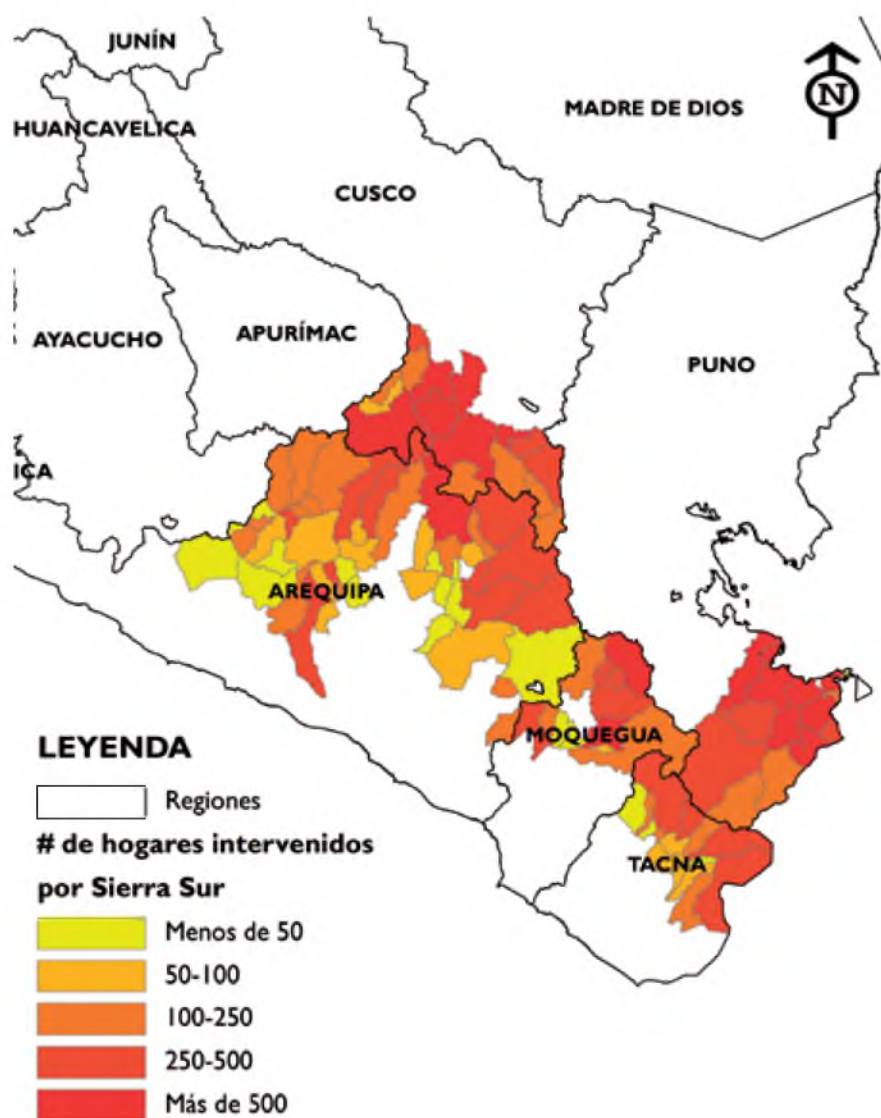 JUNÍN
N
MADRE DE DIOS
HUANCAVELICA
CUSCO
APURÍMAC
AYACUCHO
PUNO
ICA
AREQUIPA
MOQUEGUA
TACNA
LEYENDA
Regiones
# de hogares intervenidos
por Sierra Sur
Menos de 50
50-100
100-250
250-500
Más de 500